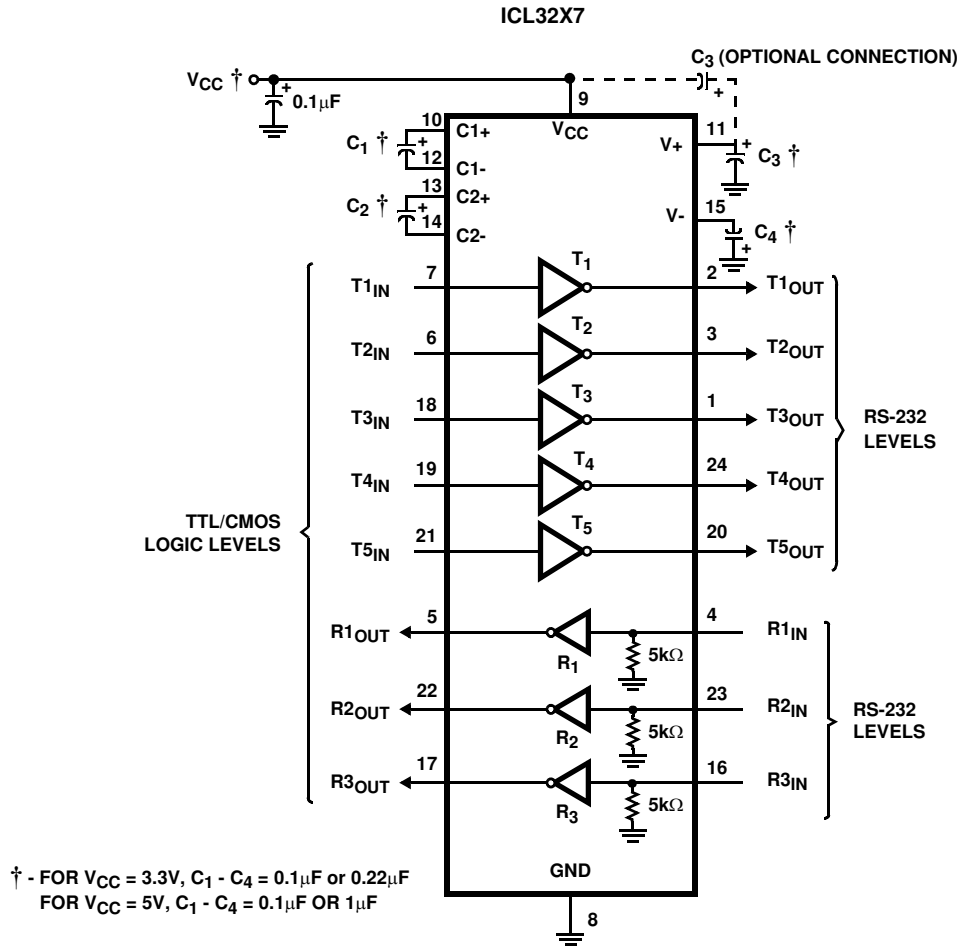 ICL32X7
C3 (OPTIONAL CONNECTION)
VCC †
+
0.1µF
9
VCC
+
10
C1+
C1 †
+
12
C1-
13
C2+
C2 †
+
14
C2-
11
V+
+
C3 †
15
V-
C4 †
+
T1IN
7
T1
2
T1OUT
T2IN
6
T2
3
T2OUT
T3IN
18
T3
1
T3OUT
T4IN
19
T4
24
T4OUT
T5IN
21
T5
20
T5OUT
TTL/CMOS
LOGIC LEVELS
RS-232
LEVELS
R1OUT
5
R1
5kΩ
4
R1IN
R2OUT
22
R2
5kΩ
23
R2IN
R3OUT
17
R3
5kΩ
16
R3IN
RS-232
LEVELS
GND
8
† - FOR VCC = 3.3V, C1 - C4 = 0.1µF or 0.22µF
FOR VCC = 5V, C1 - C4 = 0.1µF OR 1µF